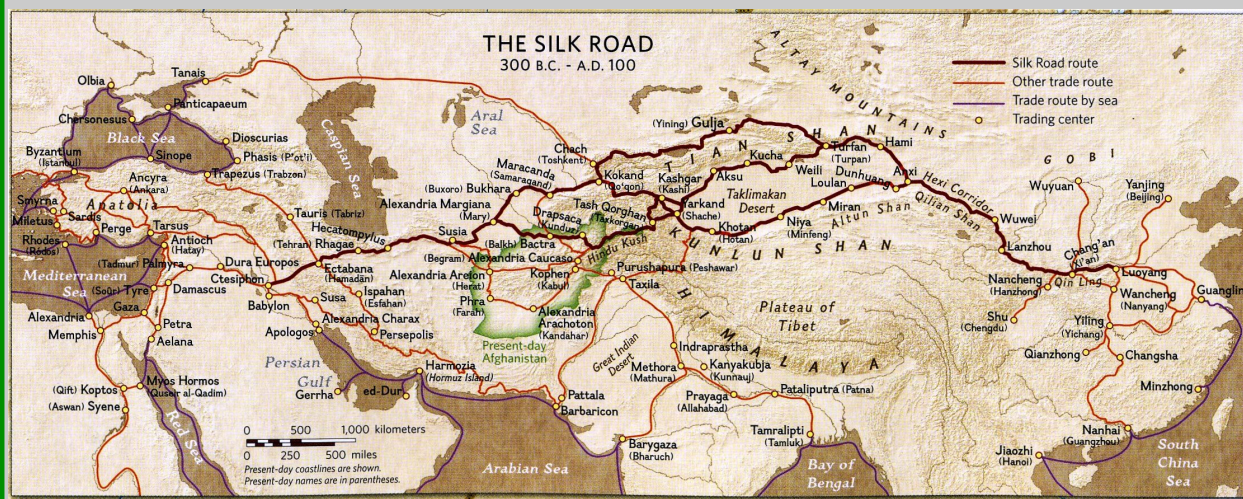 THE SILK ROAD
300 B.C. - A.D. 100
Silk Road route
Other trade route
Trade route by sea
Trading center
ALTAY MOUNTAINS
Olbia
Tanais
Panticapaeum
Chersonesus
Black Sea
Dioscurias
Phasis (P'ot'i)
Byzantium
(Istanbul)
Sinope
Trapezus (Trabzon)
Caspian Sea
Aral
Sea
Chach
(Toshkent)
(Yining) Gulja
TIAN SHAN
Turfan
(Turpan)
Hami
GOBI
Wuyuan
Yanjing
(Beijing)
Ancyra
(Ankara)
Anatolia
Smyrna
Sardis
Miletus
Perge
Tarsus
Rhodes
(Ródos)
Antioch
(Hatay)
Tauris (Tabriz)
Maracanda
(Samarqand)
Kokand
(Qo'qon)
Kashgar
(Kashi)
Aksu
Kucha
Weili
Loulan
Dunhuang
Anxi
Hexi Corridor
Qilian Shan
(Buxoro) Bukhara
Alexandria Margiana
(Mary)
Drapsaca
(Kunduz)
Tash Qorghan
(Taxkorgan)
Yarkand
(Shache)
Taklimakan
Desert
Miran
Altun Shan
Niya
(Minfeng)
Khotan
(Hotan)
KUNLUN SHAN
Wuwei
Lanzhou
Hecatompylus
(Tehran) Rhagae
Susia
(Balkh) Bactra
Hindu Kush
(Begram) Alexandria Caucaso
Mediterranean
Sea
(Tadmur) Palmyra
Dura Europos
Ctesiphon
Ectabana
(Hamadan)
Alexandria Areion
(Herat)
Kophen
(Kabul)
Purushapura (Peshawar)
Taxila
Nancheng
(Hanzhong)
Chang'an
(Xi'an)
Qin Ling
Luoyang
Wancheng
(Nanyang)
Guangling
(Soûr) Tyre
Damascus
Gaza
Babylon
Susa
Ispahan
(Esfahan)
Phra
(Farah)
Alexandria
Arachoton
(Kandahar)
Plateau of
Tibet
HIMALAYA
Shu
(Chengdu)
Yiling
(Yichang)
Alexandria
Memphis
Petra
Aelana
Apologos
Alexandria Charax
Persepolis
Present-day
Afghanistan
Great Indian
Desert
Indraprastha
Methora
(Mathura)
Kanyakubja
(Kunnauj)
Qianzhong
Changsha
Persian
Gulf
Gerrha
ed-Dur
Harmozia
(Hormuz Island)
(Qift) Koptos
Myos Hormos
(Quseir al-Qadim)
(Aswan) Syene
Red Sea
Pattala
Barbaricon
Prayaga
(Allahabad)
Pataliputra (Patna)
Minzhong
Tamralipti
(Tamluk)
Barygaza
(Bharuch)
Nanhai
(Guangzhou)
Jiaozhi
(Hanoi)
0 500 1,000 kilometers
0 250 500 miles
Present-day coastlines are shown.
Present-day names are in parentheses.
Arabian Sea
Bay of
Bengal
South
China
Sea